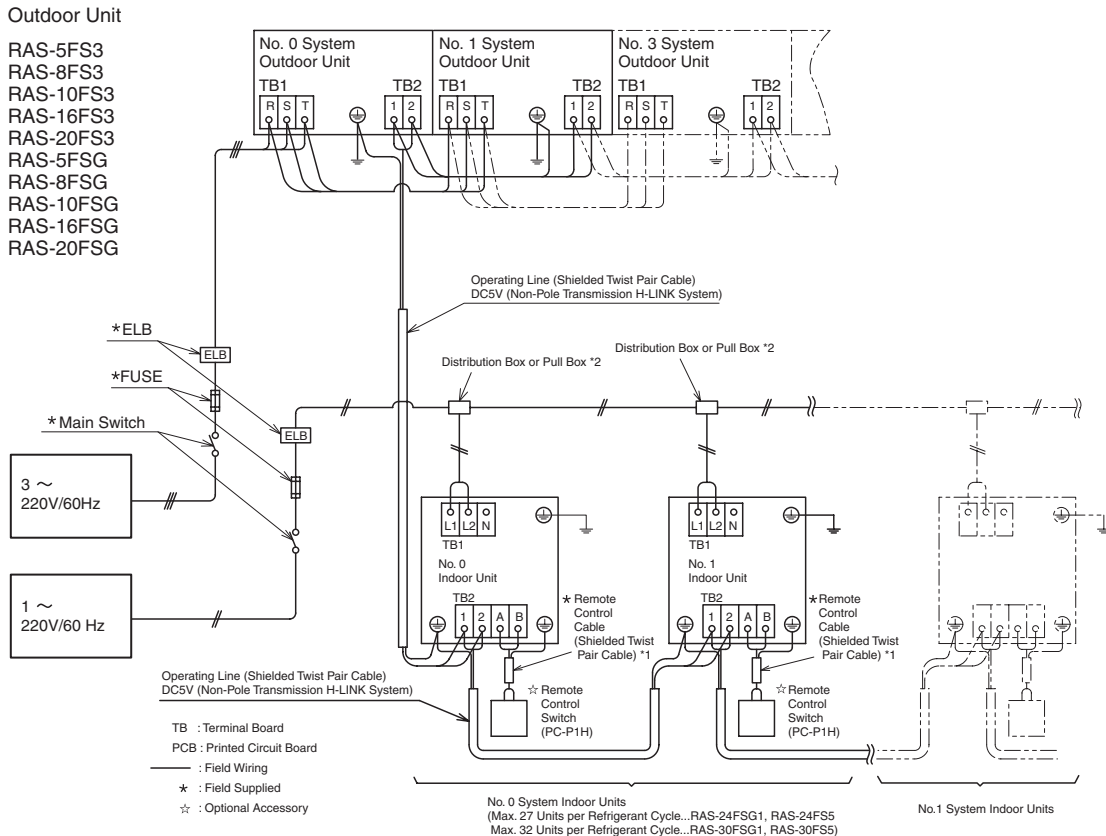 Outdoor Unit
RAS-5FS3
RAS-8FS3
RAS-10FS3
RAS-16FS3
RAS-20FS3
RAS-5FSG
RAS-8FSG
RAS-10FSG
RAS-16FSG
RAS-20FSG
No. 0 System
Outdoor Unit
TB1
TB2
R S T
1 2
No. 1 System
Outdoor Unit
TB1
TB2
R S T
1 2
No. 3 System
Outdoor Unit
TB1
TB2
R S T
1 2
Operating Line (Shielded Twist Pair Cable)
DC5V (Non-Pole Transmission H-LINK System)
*ELB
ELB
*FUSE
*Main Switch
ELB
Distribution Box or Pull Box *2
Distribution Box or Pull Box *2
3 ~
220V/60Hz
1 ~
220V/60 Hz
L1 L2 N
TB1
No. 0
Indoor Unit
TB2
1 2 A B
* Remote
Control
Cable
(Shielded Twist
Pair Cable) *1
☆ Remote
Control
Switch
(PC-P1H)
L1 L2 N
TB1
No. 1
Indoor Unit
TB2
1 2 A B
* Remote
Control
Cable
(Shielded Twist
Pair Cable) *1
☆ Remote
Control
Switch
(PC-P1H)
Operating Line (Shielded Twist Pair Cable)
DC5V (Non-Pole Transmission H-LINK System)
TB : Terminal Board
PCB : Printed Circuit Board
: Field Wiring
* : Field Supplied
☆ : Optional Accessory
No. 0 System Indoor Units
(Max. 27 Units per Refrigerant Cycle...RAS-24FSG1, RAS-24FS5
Max. 32 Units per Refrigerant Cycle...RAS-30FSG1, RAS-30FS5)
No.1 System Indoor Units